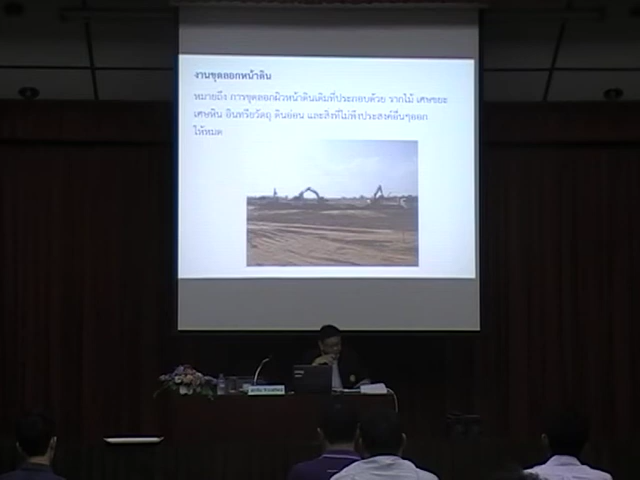 งานขุดออกหน้าดิน
หมายถึง การขุดลอกผิวหน้าดินเดิมที่ประกอบด้วย รากไม้ เศษขยะ
เศษหิน อินทรียวัตถุ ดินอ่อน และสิ่งที่ไม่พึงประสงค์อื่นๆออก
ให้หมด